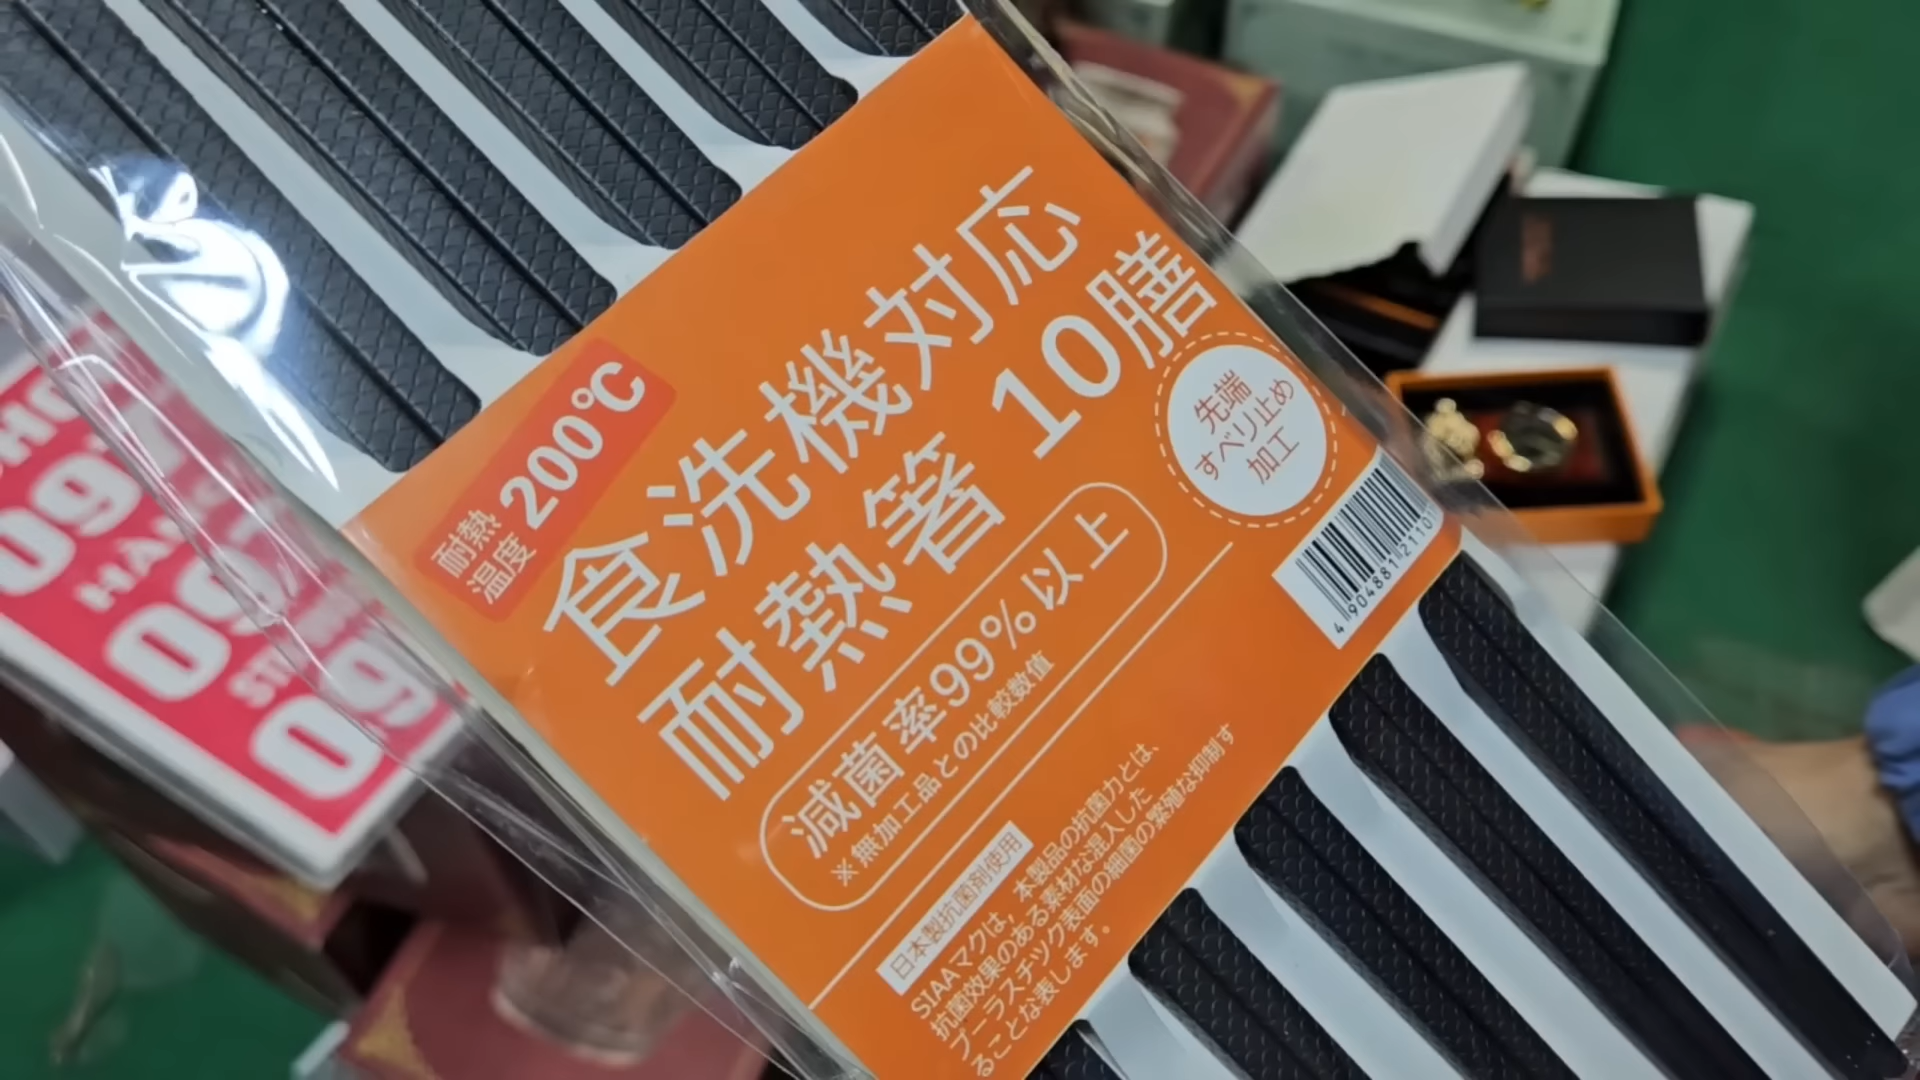 耐熱
温度 200℃
食洗機対応
耐熱箸 10膳
先端
すべり止め
加工
減菌率99%以上
※無加工品との比較数値
日本製抗菌剤使用
SIAAマクは，本製品の抗菌力とは、
抗菌効果のある素材な混入した
プーラスチツク表面の細菌の繁殖な抑制す
ることな表します。
4 904881 21101